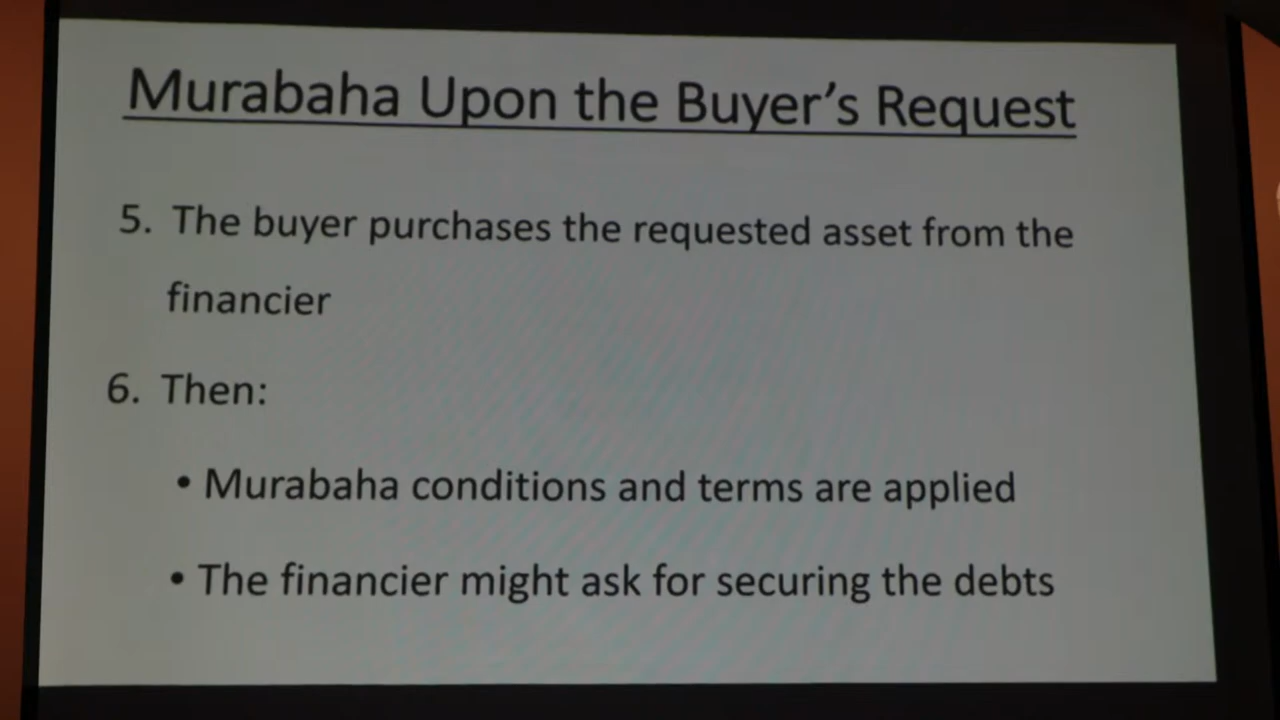 Murabaha Upon the Buyer’s Request
5. The buyer purchases the requested asset from the
financier
6. Then:
• Murabaha conditions and terms are applied
• The financier might ask for securing the debts